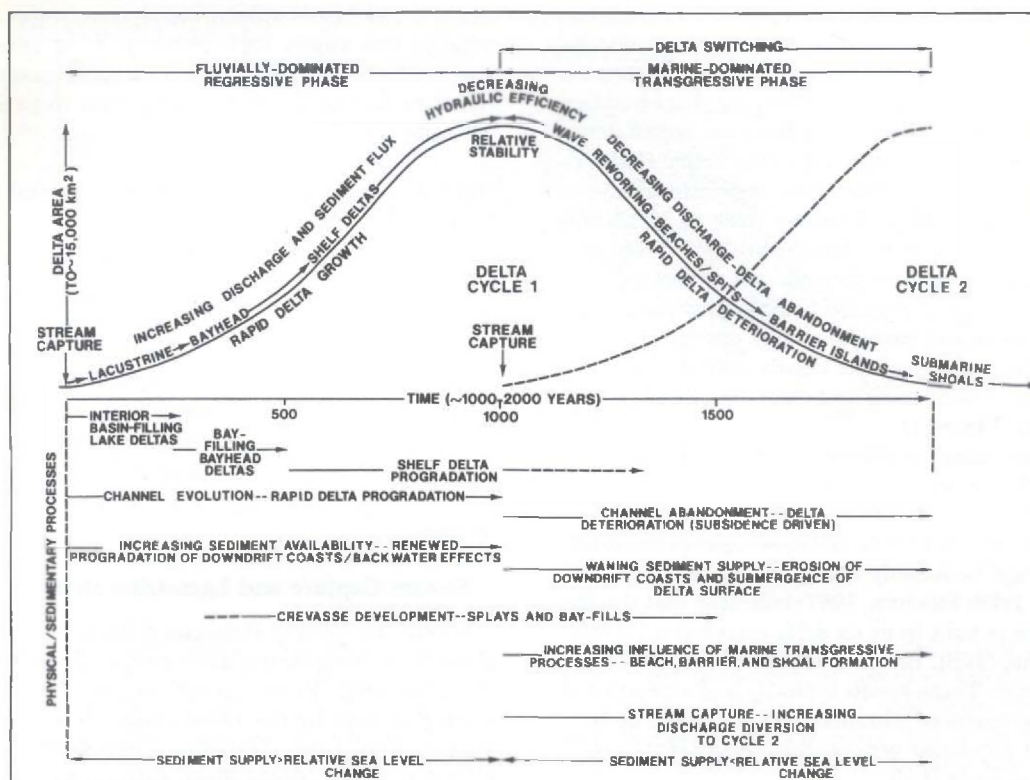 DELTA SWITCHING
FLUVIALLY-DOMINATED
REGRESSIVE PHASE
MARINE-DOMINATED
TRANSGRESSIVE PHASE
DECREASING
HYDRAULIC EFFICIENCY
RELATIVE
STABILITY
DELTA AREA
(TO~15,000 km²)
STREAM
CAPTURE
INCREASING DISCHARGE AND SEDIMENT FLUX
LACUSTRINE
BAYHEAD
SHELF DELTAS
RAPID DELTA GROWTH
DECREASING DISCHARGE-DELTA ABANDONMENT
WAVE REWORKING-BEACHES/SPITS
BARRIER ISLANDS
RAPID DELTA DETERIORATION
DELTA
CYCLE 1
DELTA
CYCLE 2
STREAM
CAPTURE
SUBMARINE
SHOALS
TIME (~1000-2000 YEARS)
500
1000
1500
PHYSICAL/SEDIMENTARY PROCESSES
INTERIOR
BASIN-FILLING
LAKE DELTAS
BAY-
FILLING
BAYHEAD
DELTAS
SHELF DELTA
PROGRADATION
CHANNEL EVOLUTION--RAPID DELTA PROGRADATION
CHANNEL ABANDONMENT--DELTA
DETERIORATION (SUBSIDENCE DRIVEN)
INCREASING SEDIMENT AVAILABILITY--RENEWED
PROGRADATION OF DOWNDRIFT COASTS/BACKWATER EFFECTS
WANING SEDIMENT SUPPLY--EROSION OF
DOWNDRIFT COASTS AND SUBMERGENCE OF
DELTA SURFACE
CREVASSE DEVELOPMENT--SPLAYS AND BAY-FILLS
INCREASING INFLUENCE OF MARINE TRANSGRESSIVE
PROCESSES--BEACH, BARRIER, AND SHOAL FORMATION
STREAM CAPTURE--INCREASING
DISCHARGE DIVERSION
TO CYCLE 2
SEDIMENT SUPPLY>RELATIVE SEA LEVEL
CHANGE
SEDIMENT SUPPLY<RELATIVE SEA LEVEL
CHANGE